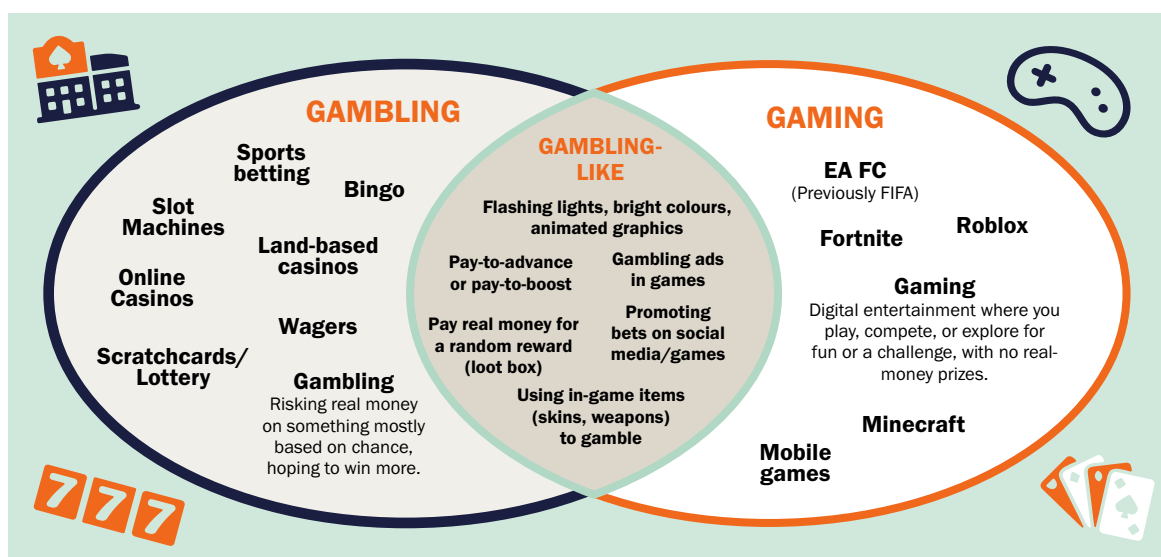 GAMBLING
Sports
betting
Bingo
Slot
Machines
Land-based
casinos
Online
Casinos
Wagers
Scratchcards/
Lottery
Gambling
Risking real money
on something mostly
based on chance,
hoping to win more.
GAMBLING-
LIKE
Flashing lights, bright colours,
animated graphics
Pay-to-advance
or pay-to-boost
Gambling ads
in games
Pay real money for
a random reward
(loot box)
Promoting
bets on social
media/games
Using in-game items
(skins, weapons)
to gamble
GAMING
EA FC
(Previously FIFA)
Fortnite
Roblox
Gaming
Digital entertainment where you
play, compete, or explore for
fun or a challenge, with no real-
money prizes.
Minecraft
Mobile
games
777